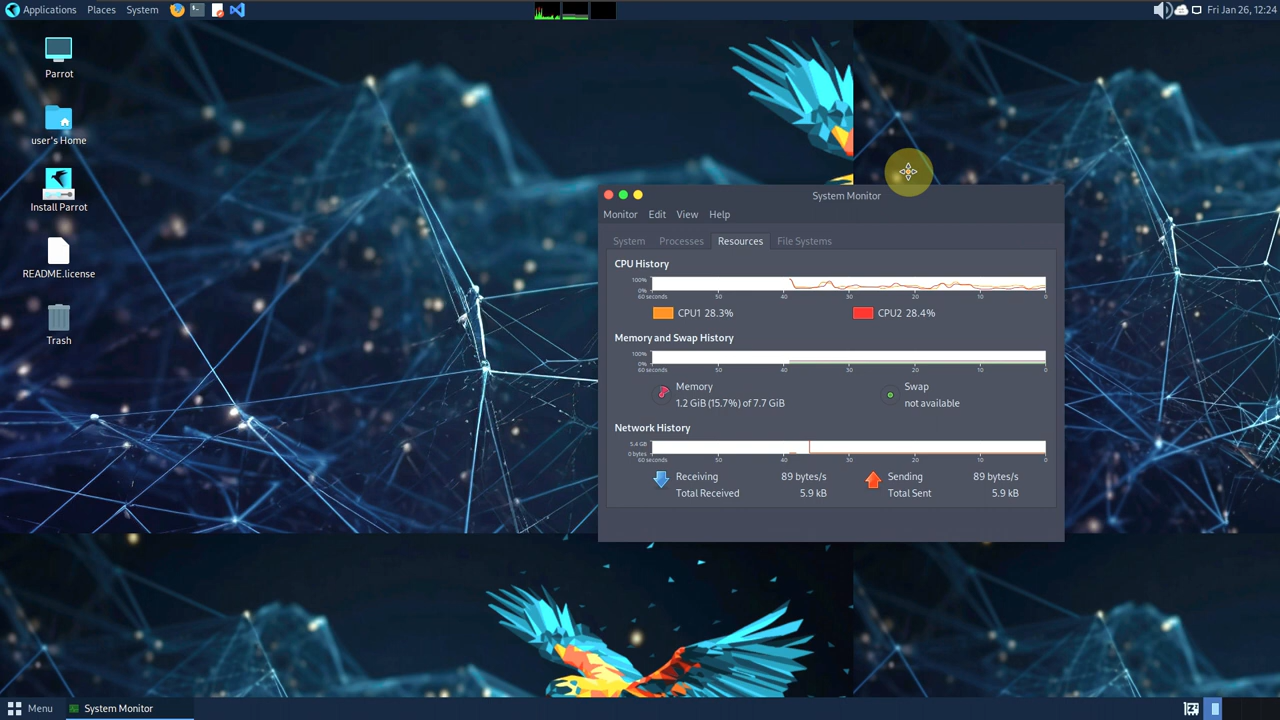 Applications Places System
Fri Jan 26, 12:24
Parrot
user's Home
Install Parrot
README.license
Trash
System Monitor
Monitor Edit View Help
System Processes Resources File Systems
CPU History
100%
0%
60 seconds 50 40 30 20 10 0
CPU1 28.3% CPU2 28.4%
Memory and Swap History
100%
0%
60 seconds 50 40 30 20 10 0
Memory Swap
1.2 GiB (15.7%) of 7.7 GiB not available
Network History
5.4 GB
0 bytes
60 seconds 50 40 30 20 10 0
Receiving 89 bytes/s Sending 89 bytes/s
Total Received 5.9 kB Total Sent 5.9 kB
Menu System Monitor